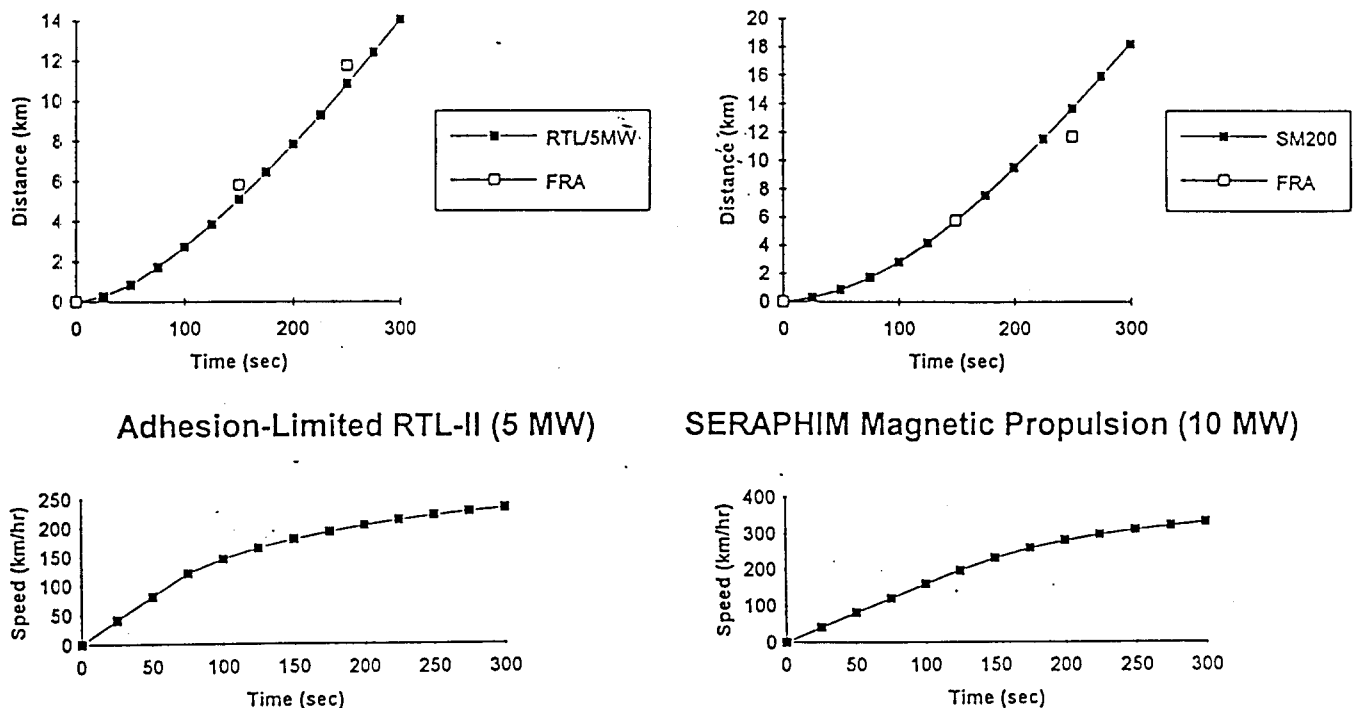 14
12
10
8
6
4
2
0
Distance (km)
0 100 200 300
Time (sec)
RTL/5MW
FRA
20
18
16
14
12
10
8
6
4
2
0
Distance (km)
0 100 200 300
Time (sec)
SM200
FRA
Adhesion-Limited RTL-II (5 MW)
SERAPHIM Magnetic Propulsion (10 MW)
250
200
150
100
50
0
Speed (km/hr)
0 50 100 150 200 250 300
Time (sec)
400
300
200
100
0
Speed (km/hr)
0 50 100 150 200 250 300
Time (sec)